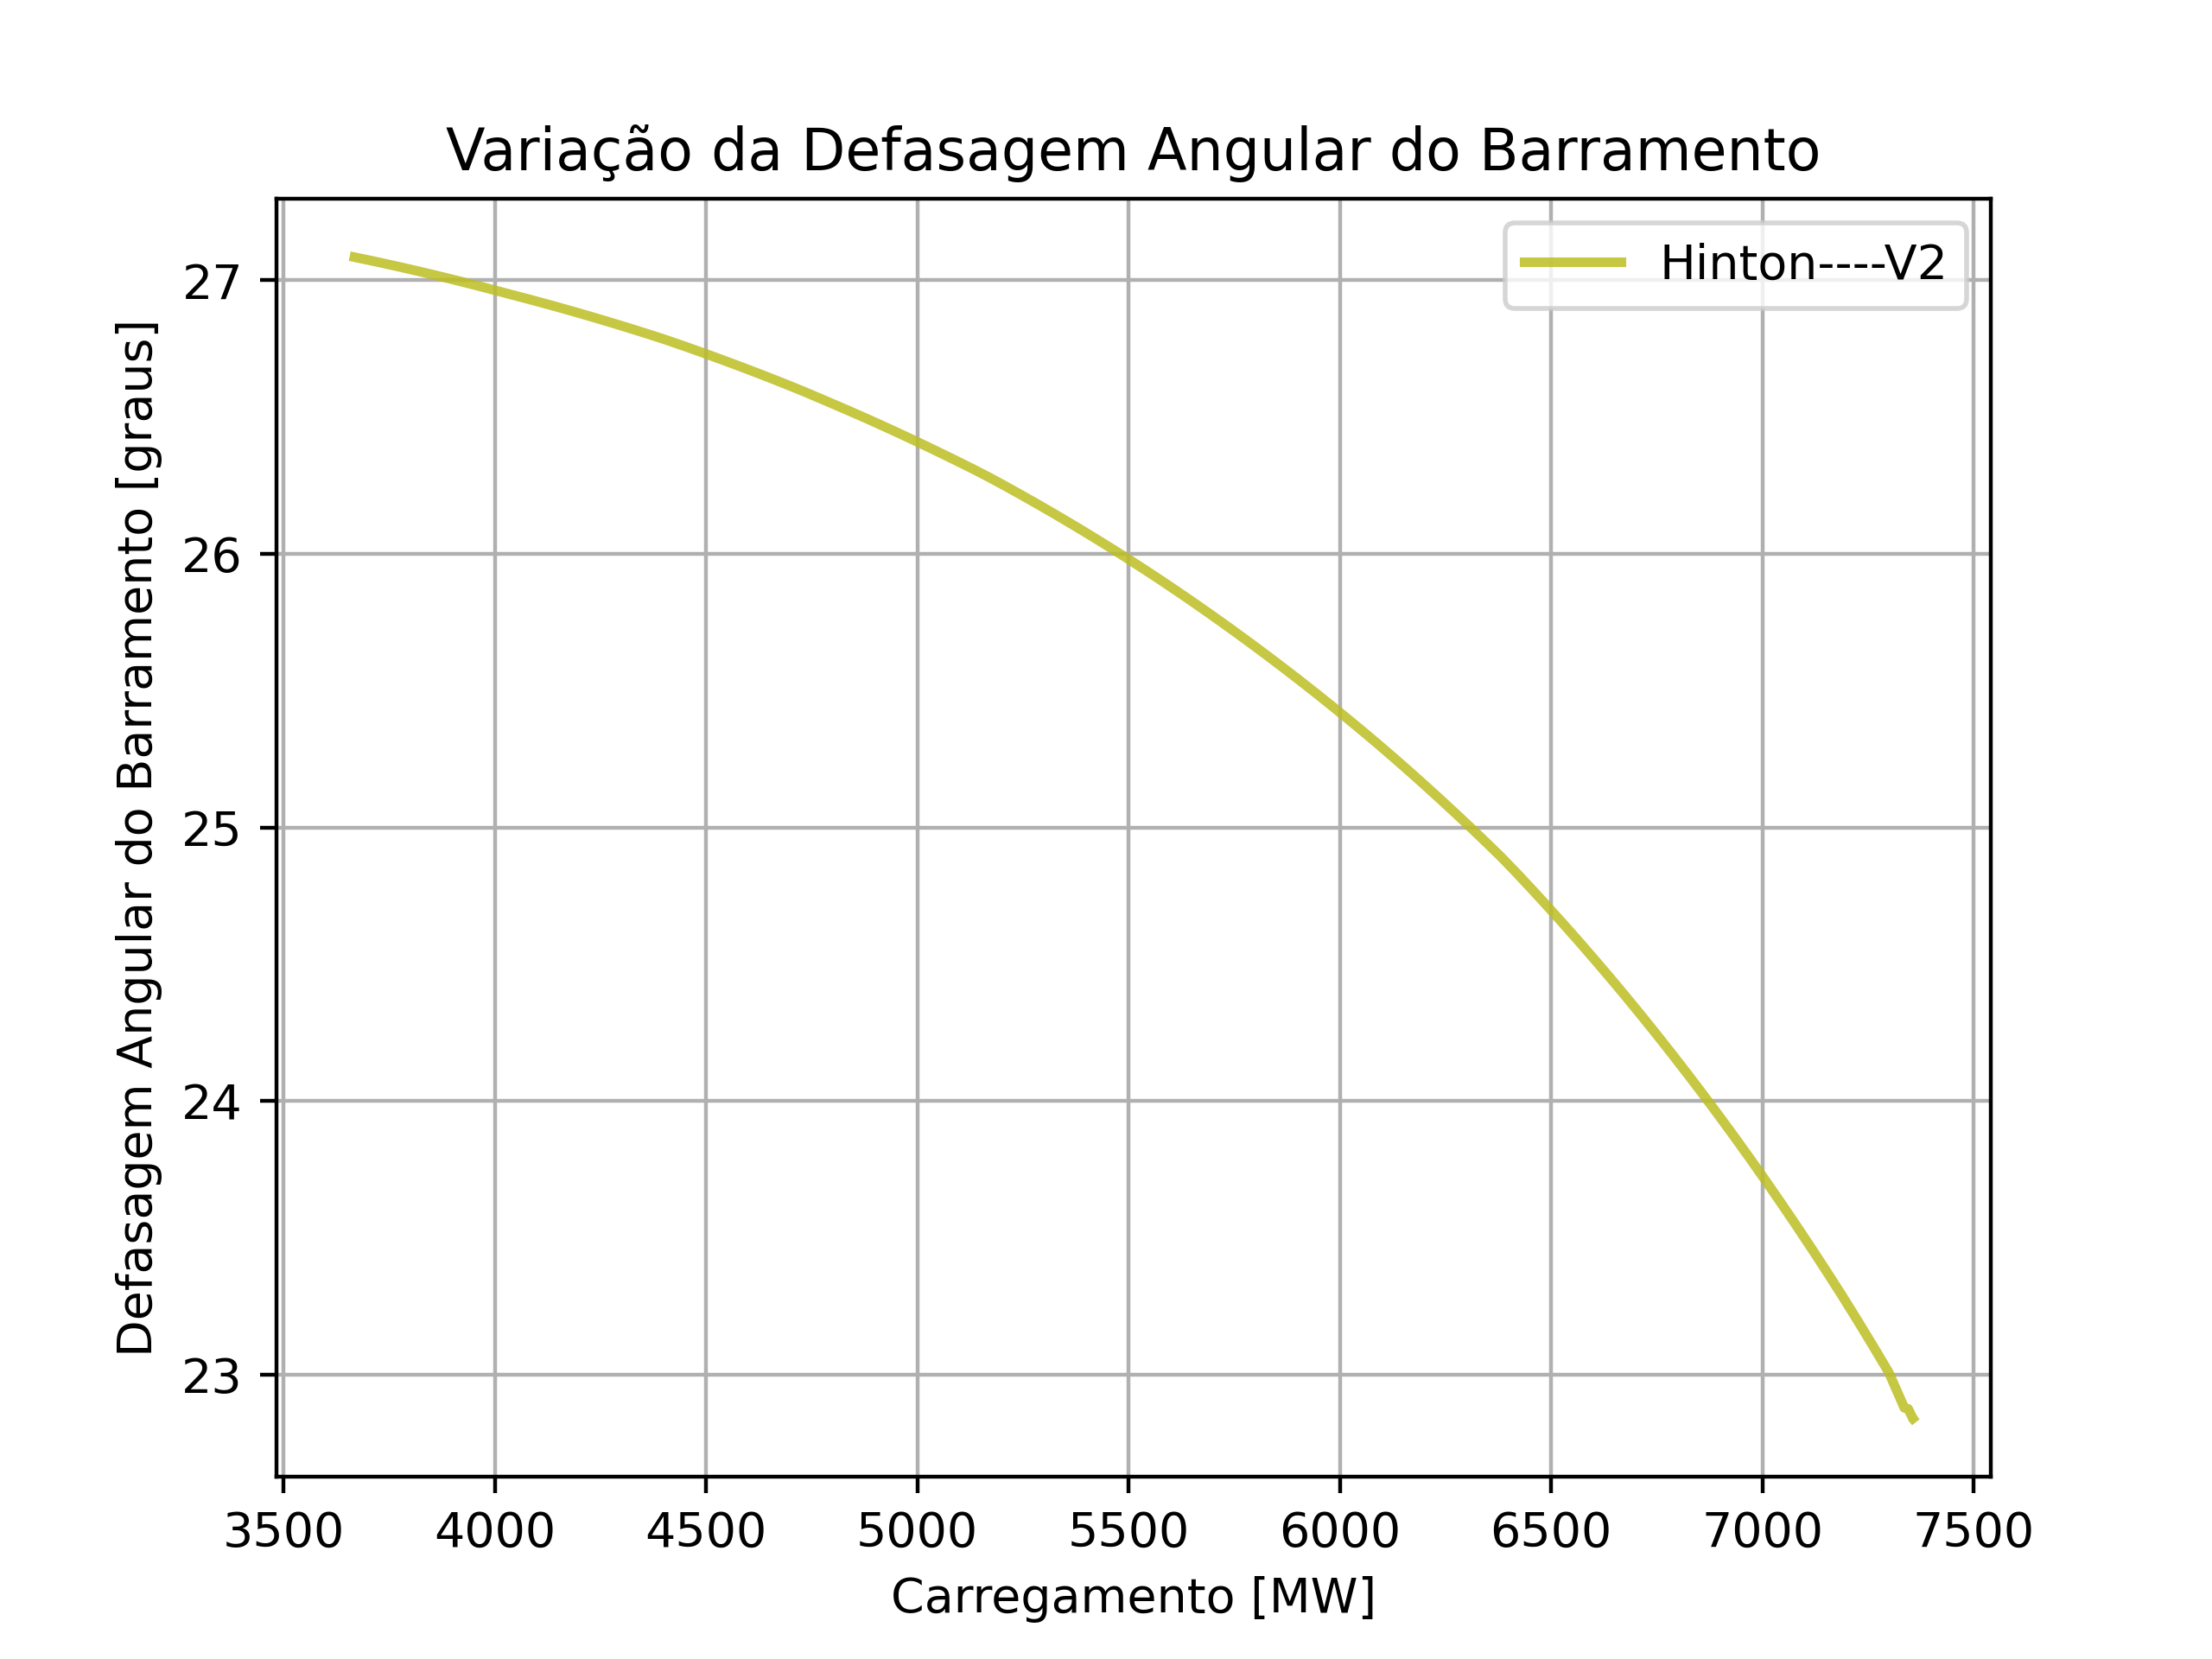 Variação da Defasagem Angular do Barramento
Hinton----V2
Defasagem Angular do Barramento [graus]
27
26
25
24
23
3500 4000 4500 5000 5500 6000 6500 7000 7500
Carregamento [MW]